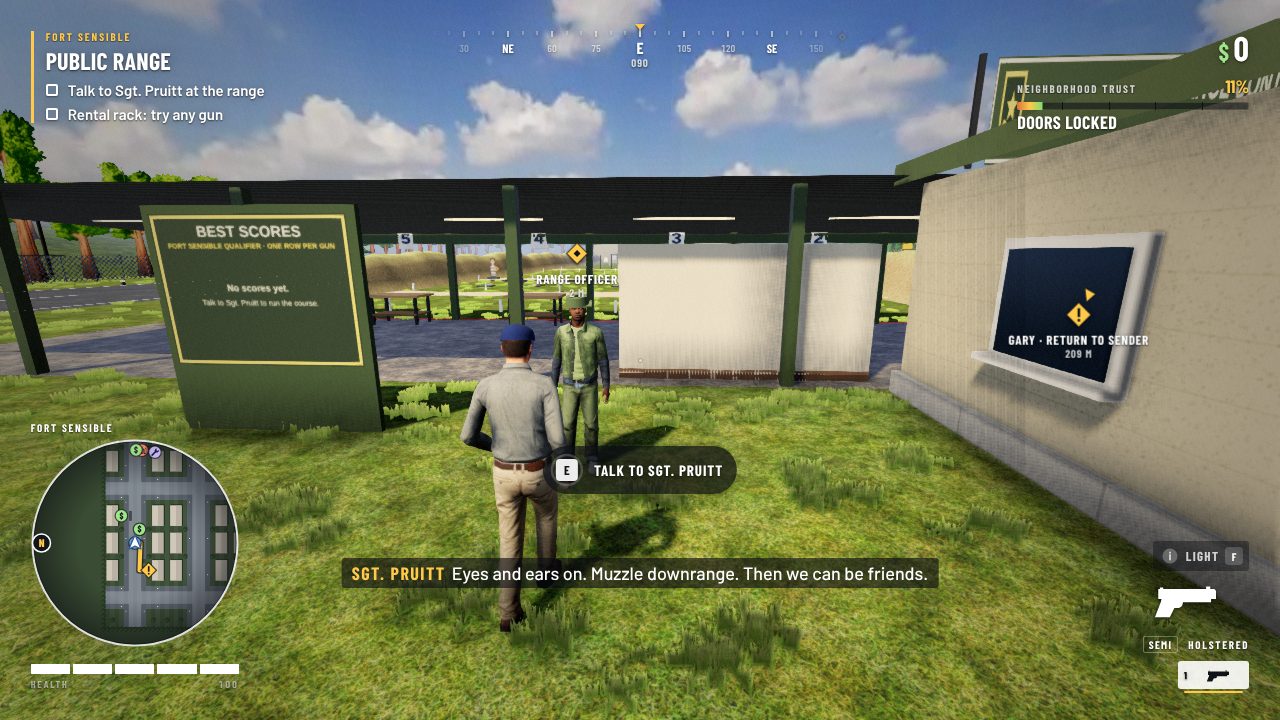 FORT SENSIBLE
PUBLIC RANGE
Talk to Sgt. Pruitt at the range
Rental rack: try any gun
30 NE 60 75 E 105 120 SE 150
090
$ 0
NEIGHBORHOOD TRUST 11%
DOORS LOCKED
BEST SCORES
FORT SENSIBLE QUALIFIER · ONE ROW PER GUN
No scores yet.
Talk to Sgt. Pruitt to run the course.
5 4 3 2
RANGE OFFICER
2 M
GARY · RETURN TO SENDER
209 M
FORT SENSIBLE
N
E TALK TO SGT. PRUITT
SGT. PRUITT Eyes and ears on. Muzzle downrange. Then we can be friends.
LIGHT F
SEMI HOLSTERED
1
HEALTH 100